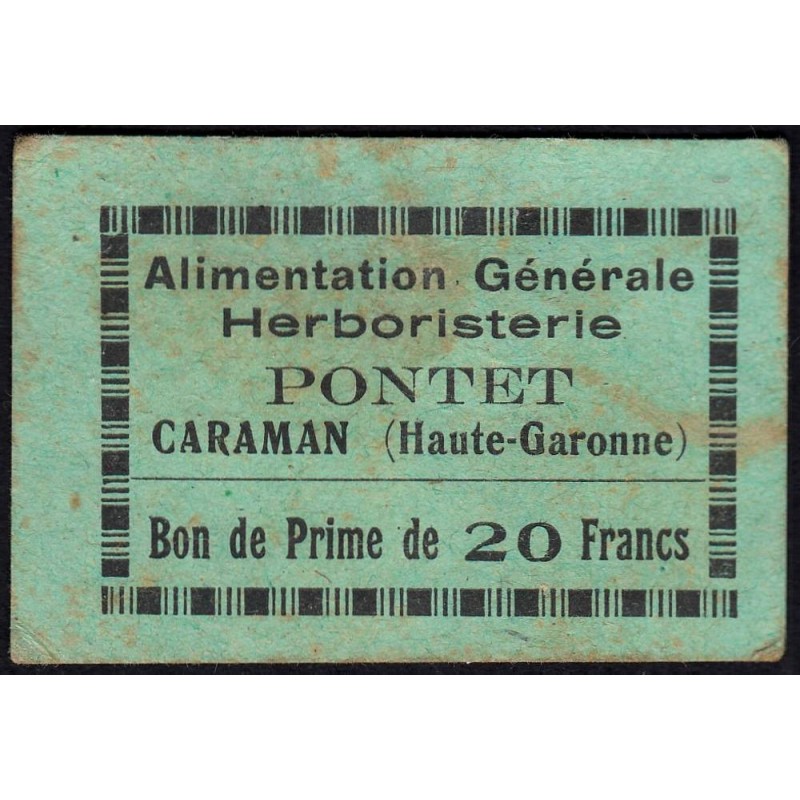 Alimentation Générale
Herboristerie
PONTET
CARAMAN (Haute-Garonne)
Bon de Prime de 20 Francs